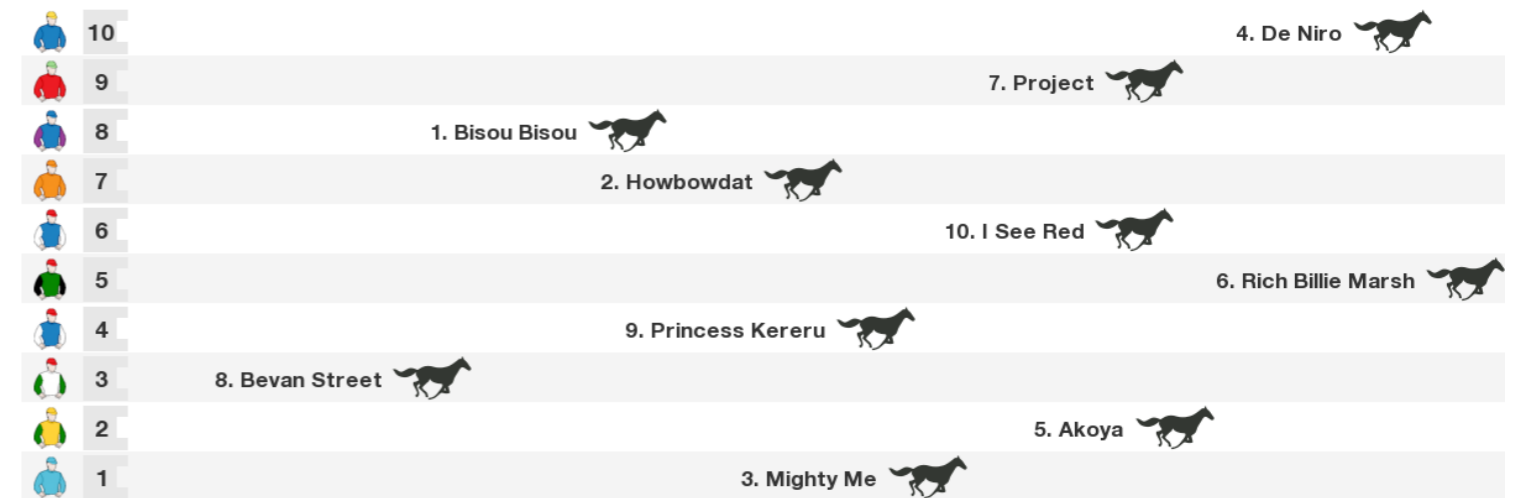 10 4. De Niro
9 7. Project
8 1. Bisou Bisou
7 2. Howbowdat
6 10. I See Red
5 6. Rich Billie Marsh
4 9. Princess Kereru
3 8. Bevan Street
2 5. Akoya
1 3. Mighty Me